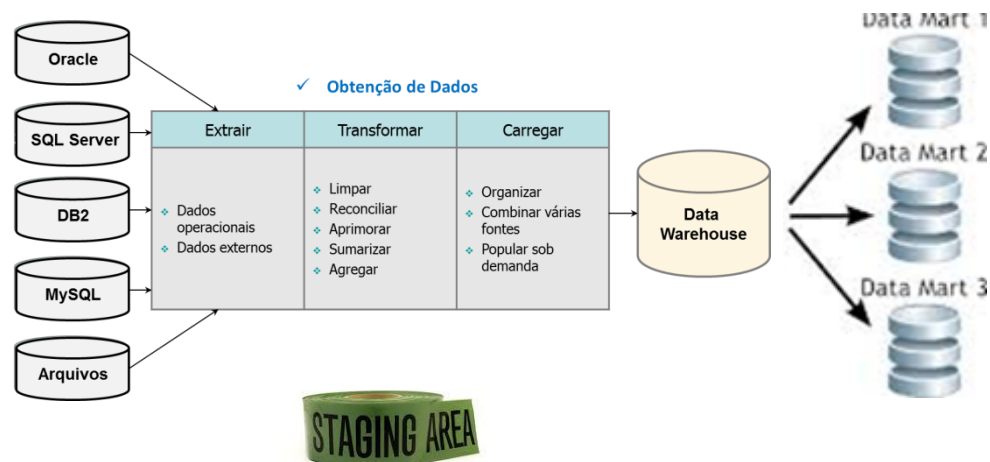 Oracle
SQL Server
DB2
MySQL
Arquivos
✓ Obtenção de Dados
Extrair
Dados
operacionais
Dados externos
Transformar
Limpar
Reconciliar
Aprimorar
Sumarizar
Agregar
Carregar
Organizar
Combinar várias
fontes
Popular sob
demanda
Data
Warehouse
Data Mart 1
Data Mart 2
Data Mart 3
STAGING AREA